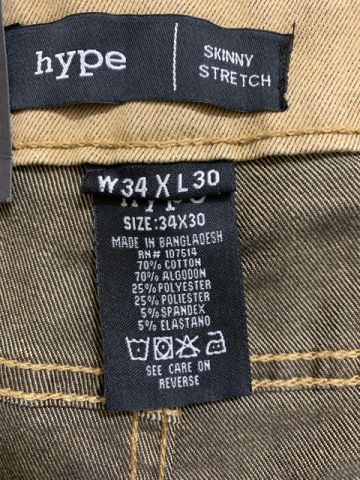 hype
SKINNY
STRETCH
W34 X L30
hype
SIZE:34X30
MADE IN BANGLADESH
RN# 107514
70% COTTON
70% ALGODON
25% POLYESTER
25% POLIESTER
5% SPANDEX
5% ELASTANO
SEE CARE ON
REVERSE